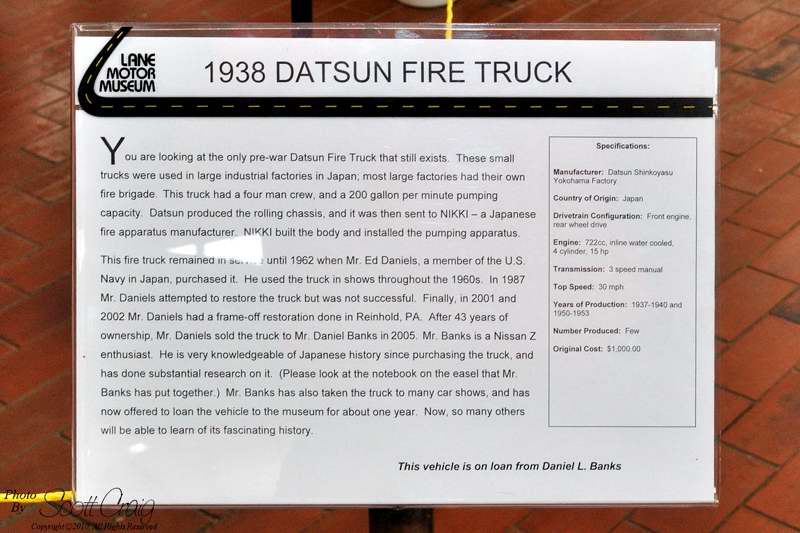 LANE
MOTOR
MUSEUM
1938 DATSUN FIRE TRUCK
You are looking at the only pre-war Datsun Fire Truck that still exists. These small
trucks were used in large industrial factories in Japan; most large factories had their own
fire brigade. This truck had a four man crew, and a 200 gallon per minute pumping
capacity. Datsun produced the rolling chassis, and it was then sent to NIKKI – a Japanese
fire apparatus manufacturer. NIKKI built the body and installed the pumping apparatus.
This fire truck remained in service until 1962 when Mr. Ed Daniels, a member of the U.S.
Navy in Japan, purchased it. He used the truck in shows throughout the 1960s. In 1987
Mr. Daniels attempted to restore the truck but was not successful. Finally, in 2001 and
2002 Mr. Daniels had a frame-off restoration done in Reinhold, PA. After 43 years of
ownership, Mr. Daniels sold the truck to Mr. Daniel Banks in 2005. Mr. Banks is a Nissan Z
enthusiast. He is very knowledgeable of Japanese history since purchasing the truck, and
has done substantial research on it. (Please look at the notebook on the easel that Mr.
Banks has put together.) Mr. Banks has also taken the truck to many car shows, and has
now offered to loan the vehicle to the museum for about one year. Now, so many others
will be able to learn of its fascinating history.
This vehicle is on loan from Daniel L. Banks
Specifications:
Manufacturer: Datsun Shinkoyasu
Yokohama Factory
Country of Origin: Japan
Drivetrain Configuration: Front engine,
rear wheel drive
Engine: 722cc, inline water cooled,
4 cylinder, 15 hp
Transmission: 3 speed manual
Top Speed: 30 mph
Years of Production: 1937-1940 and
1950-1953
Number Produced: Few
Original Cost: $1,000.00
Photo
By Scott Craig
Copyright ©2010 All Rights Reserved